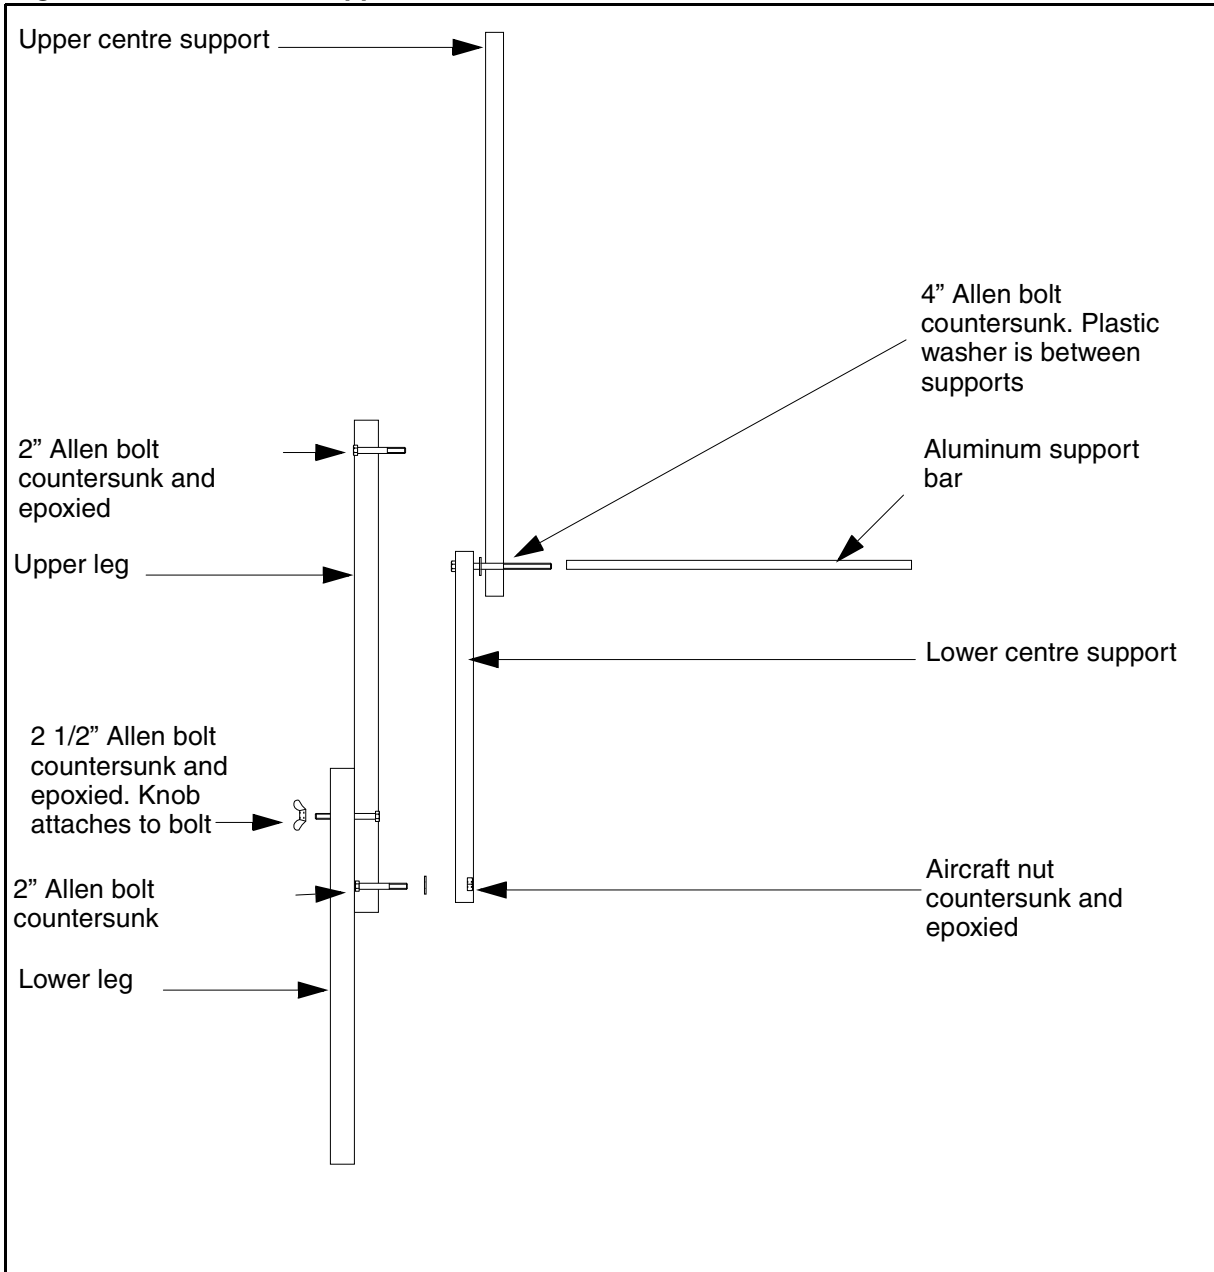 Upper centre support
4” Allen bolt
countersunk. Plastic
washer is between
supports
2” Allen bolt
countersunk and
epoxied
Aluminum support
bar
Upper leg
Lower centre support
2 1/2” Allen bolt
countersunk and
epoxied. Knob
attaches to bolt
2” Allen bolt
countersunk
Aircraft nut
countersunk and
epoxied
Lower leg